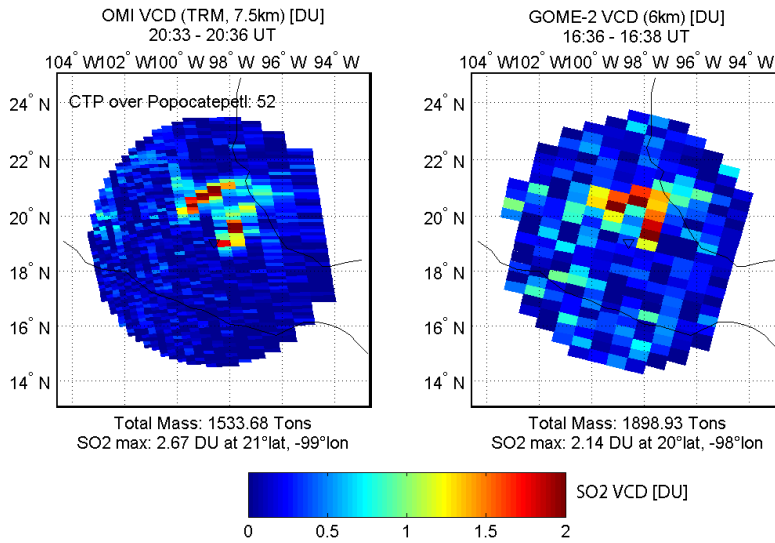 OMI VCD (TRM, 7.5km) [DU]
20:33 - 20:36 UT
104° W 102° W 100° W 98° W 96° W 94° W
CTP over Popocatepetl: 52
24° N
22° N
20° N
18° N
16° N
14° N
Total Mass: 1533.68 Tons
SO2 max: 2.67 DU at 21°lat, -99°lon
GOME-2 VCD (6km) [DU]
16:36 - 16:38 UT
104° W 102° W 100° W 98° W 96° W 94° W
24° N
22° N
20° N
18° N
16° N
14° N
Total Mass: 1898.93 Tons
SO2 max: 2.14 DU at 20°lat, -98°lon
SO2 VCD [DU]
0 0.5 1 1.5 2